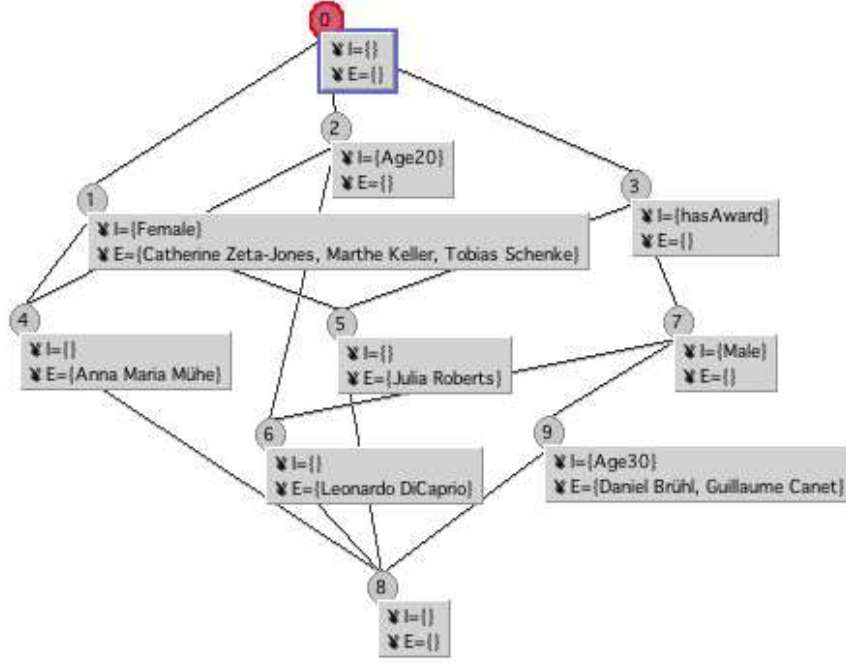 0
I={}
E={}
2
I={Age20}
E={}
3
I={hasAward}
E={}
1
I={Female}
E={Catherine Zeta-Jones, Marthe Keller, Tobias Schenke}
4
I={}
E={Anna Maria Mühe}
5
I={}
E={Julia Roberts}
7
I={Male}
E={}
6
I={}
E={Leonardo DiCaprio}
9
I={Age30}
E={Daniel Brühl, Guillaume Canet}
8
I={}
E={}